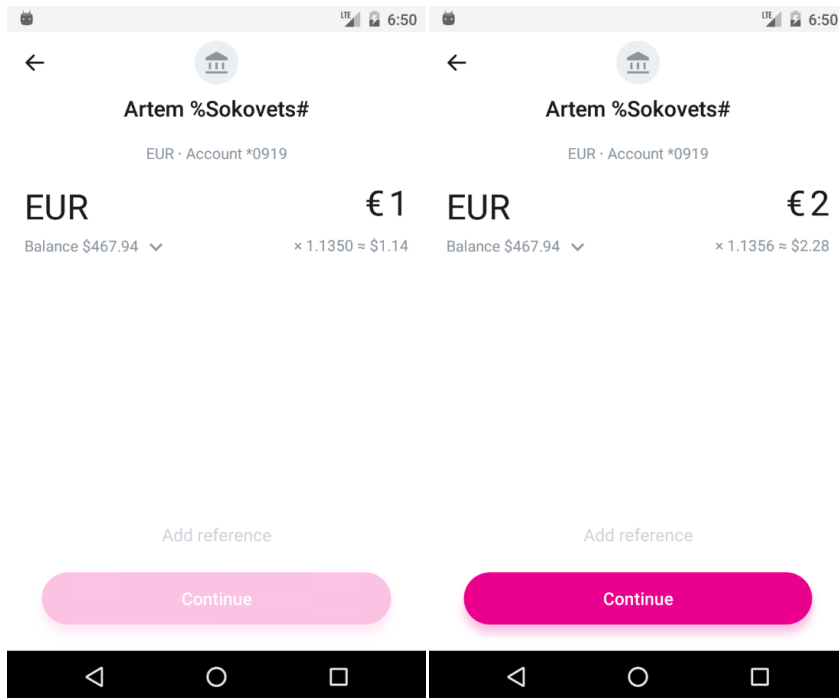 LTE 6:50
Artem %Sokovets#
EUR · Account *0919
EUR €1
Balance $467.94 × 1.1350 ≈ $1.14
Add reference
Continue
LTE 6:50
Artem %Sokovets#
EUR · Account *0919
EUR €2
Balance $467.94 × 1.1356 ≈ $2.28
Add reference
Continue